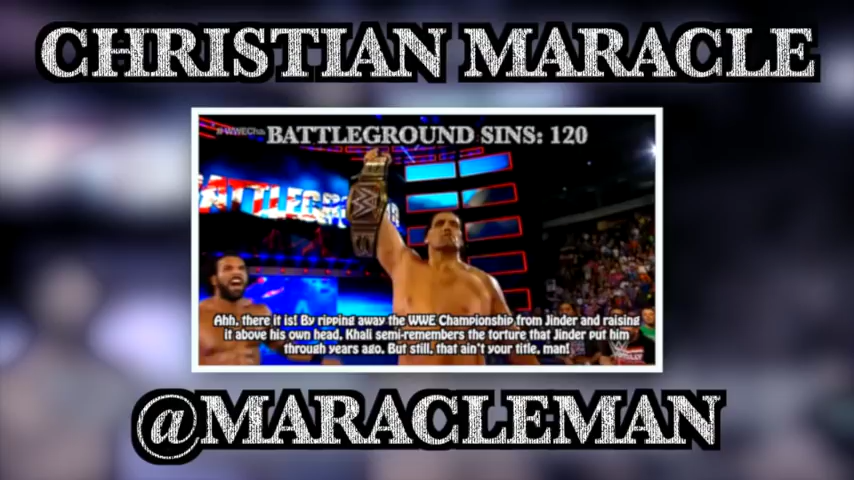 CHRISTIAN MARACLE
#WWECha
BATTLEGROUND SINS: 120
BATTLEGRO
Ahh, there it is! By ripping away the WWE Championship from Jinder and raising
it above his own head, Khali semi-remembers the torture that Jinder put him
through years ago. But still, that ain't your title, man!
@MARACLEMAN